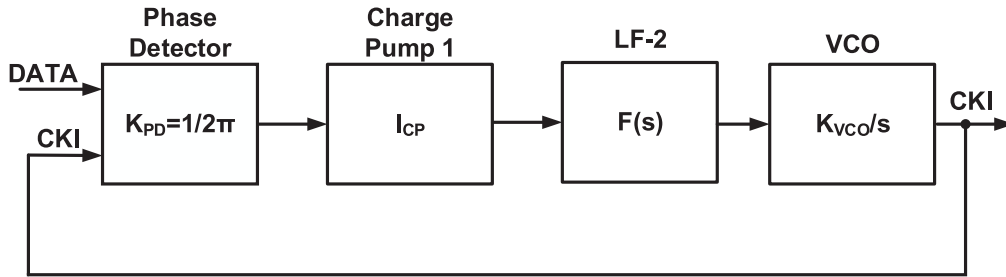 Phase
Detector
Charge
Pump 1
LF-2
VCO
DATA
CKI
K_PD=1/2π
I_CP
F(s)
K_VCO/s
CKI